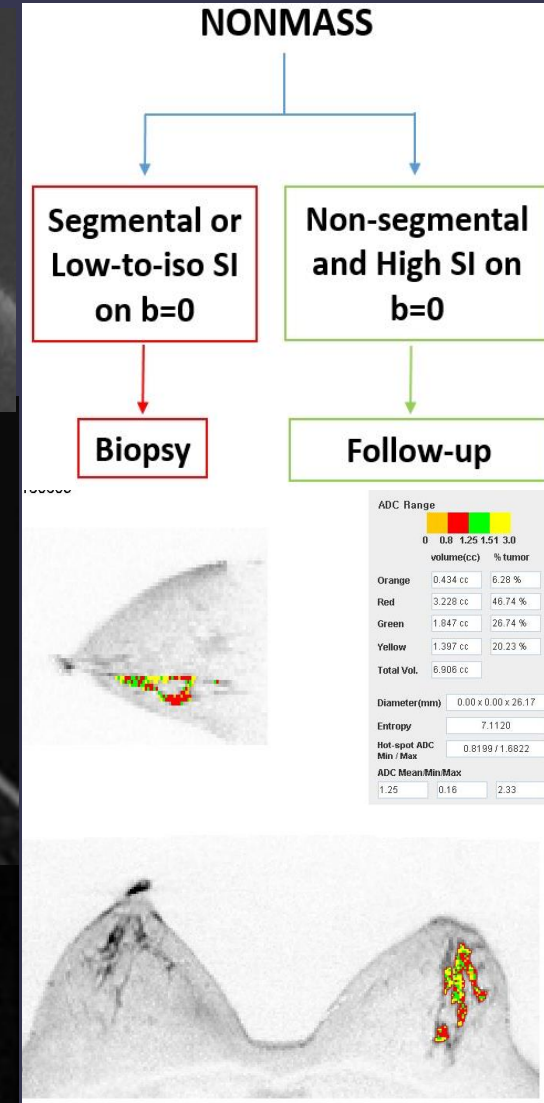 NONMASS
Segmental or
Low-to-iso SI
on b=0
Non-segmental
and High SI on
b=0
Biopsy
Follow-up
ADC Range
0 0.8 1.25 1.51 3.0
volume(cc) % tumor
Orange 0.434 cc 6.28 %
Red 3.228 cc 46.74 %
Green 1.847 cc 26.74 %
Yellow 1.397 cc 20.23 %
Total Vol. 6.906 cc
Diameter(mm) 0.00 x 0.00 x 26.17
Entropy 7.1120
Hot-spot ADC
Min / Max 0.8199 / 1.6822
ADC Mean/Min/Max
1.25 0.16 2.33